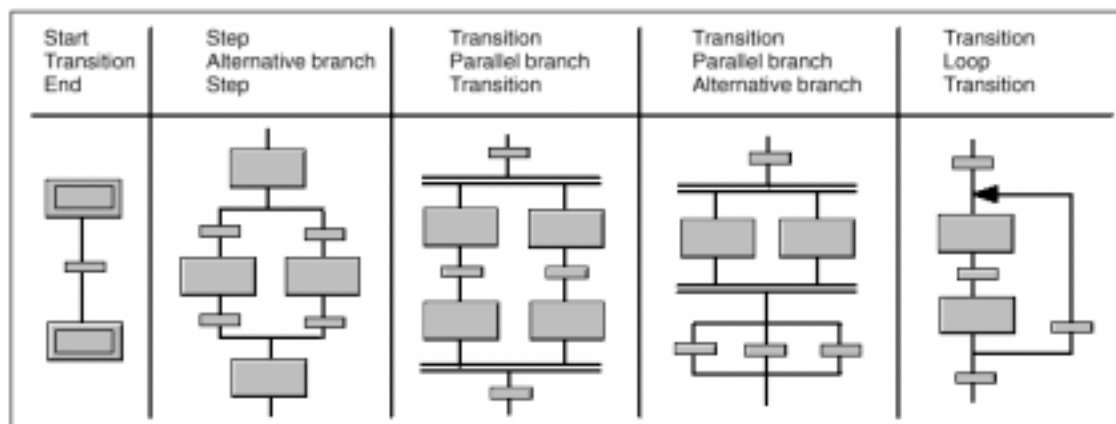 Start
Transition
End
Step
Alternative branch
Step
Transition
Parallel branch
Transition
Transition
Parallel branch
Alternative branch
Transition
Loop
Transition